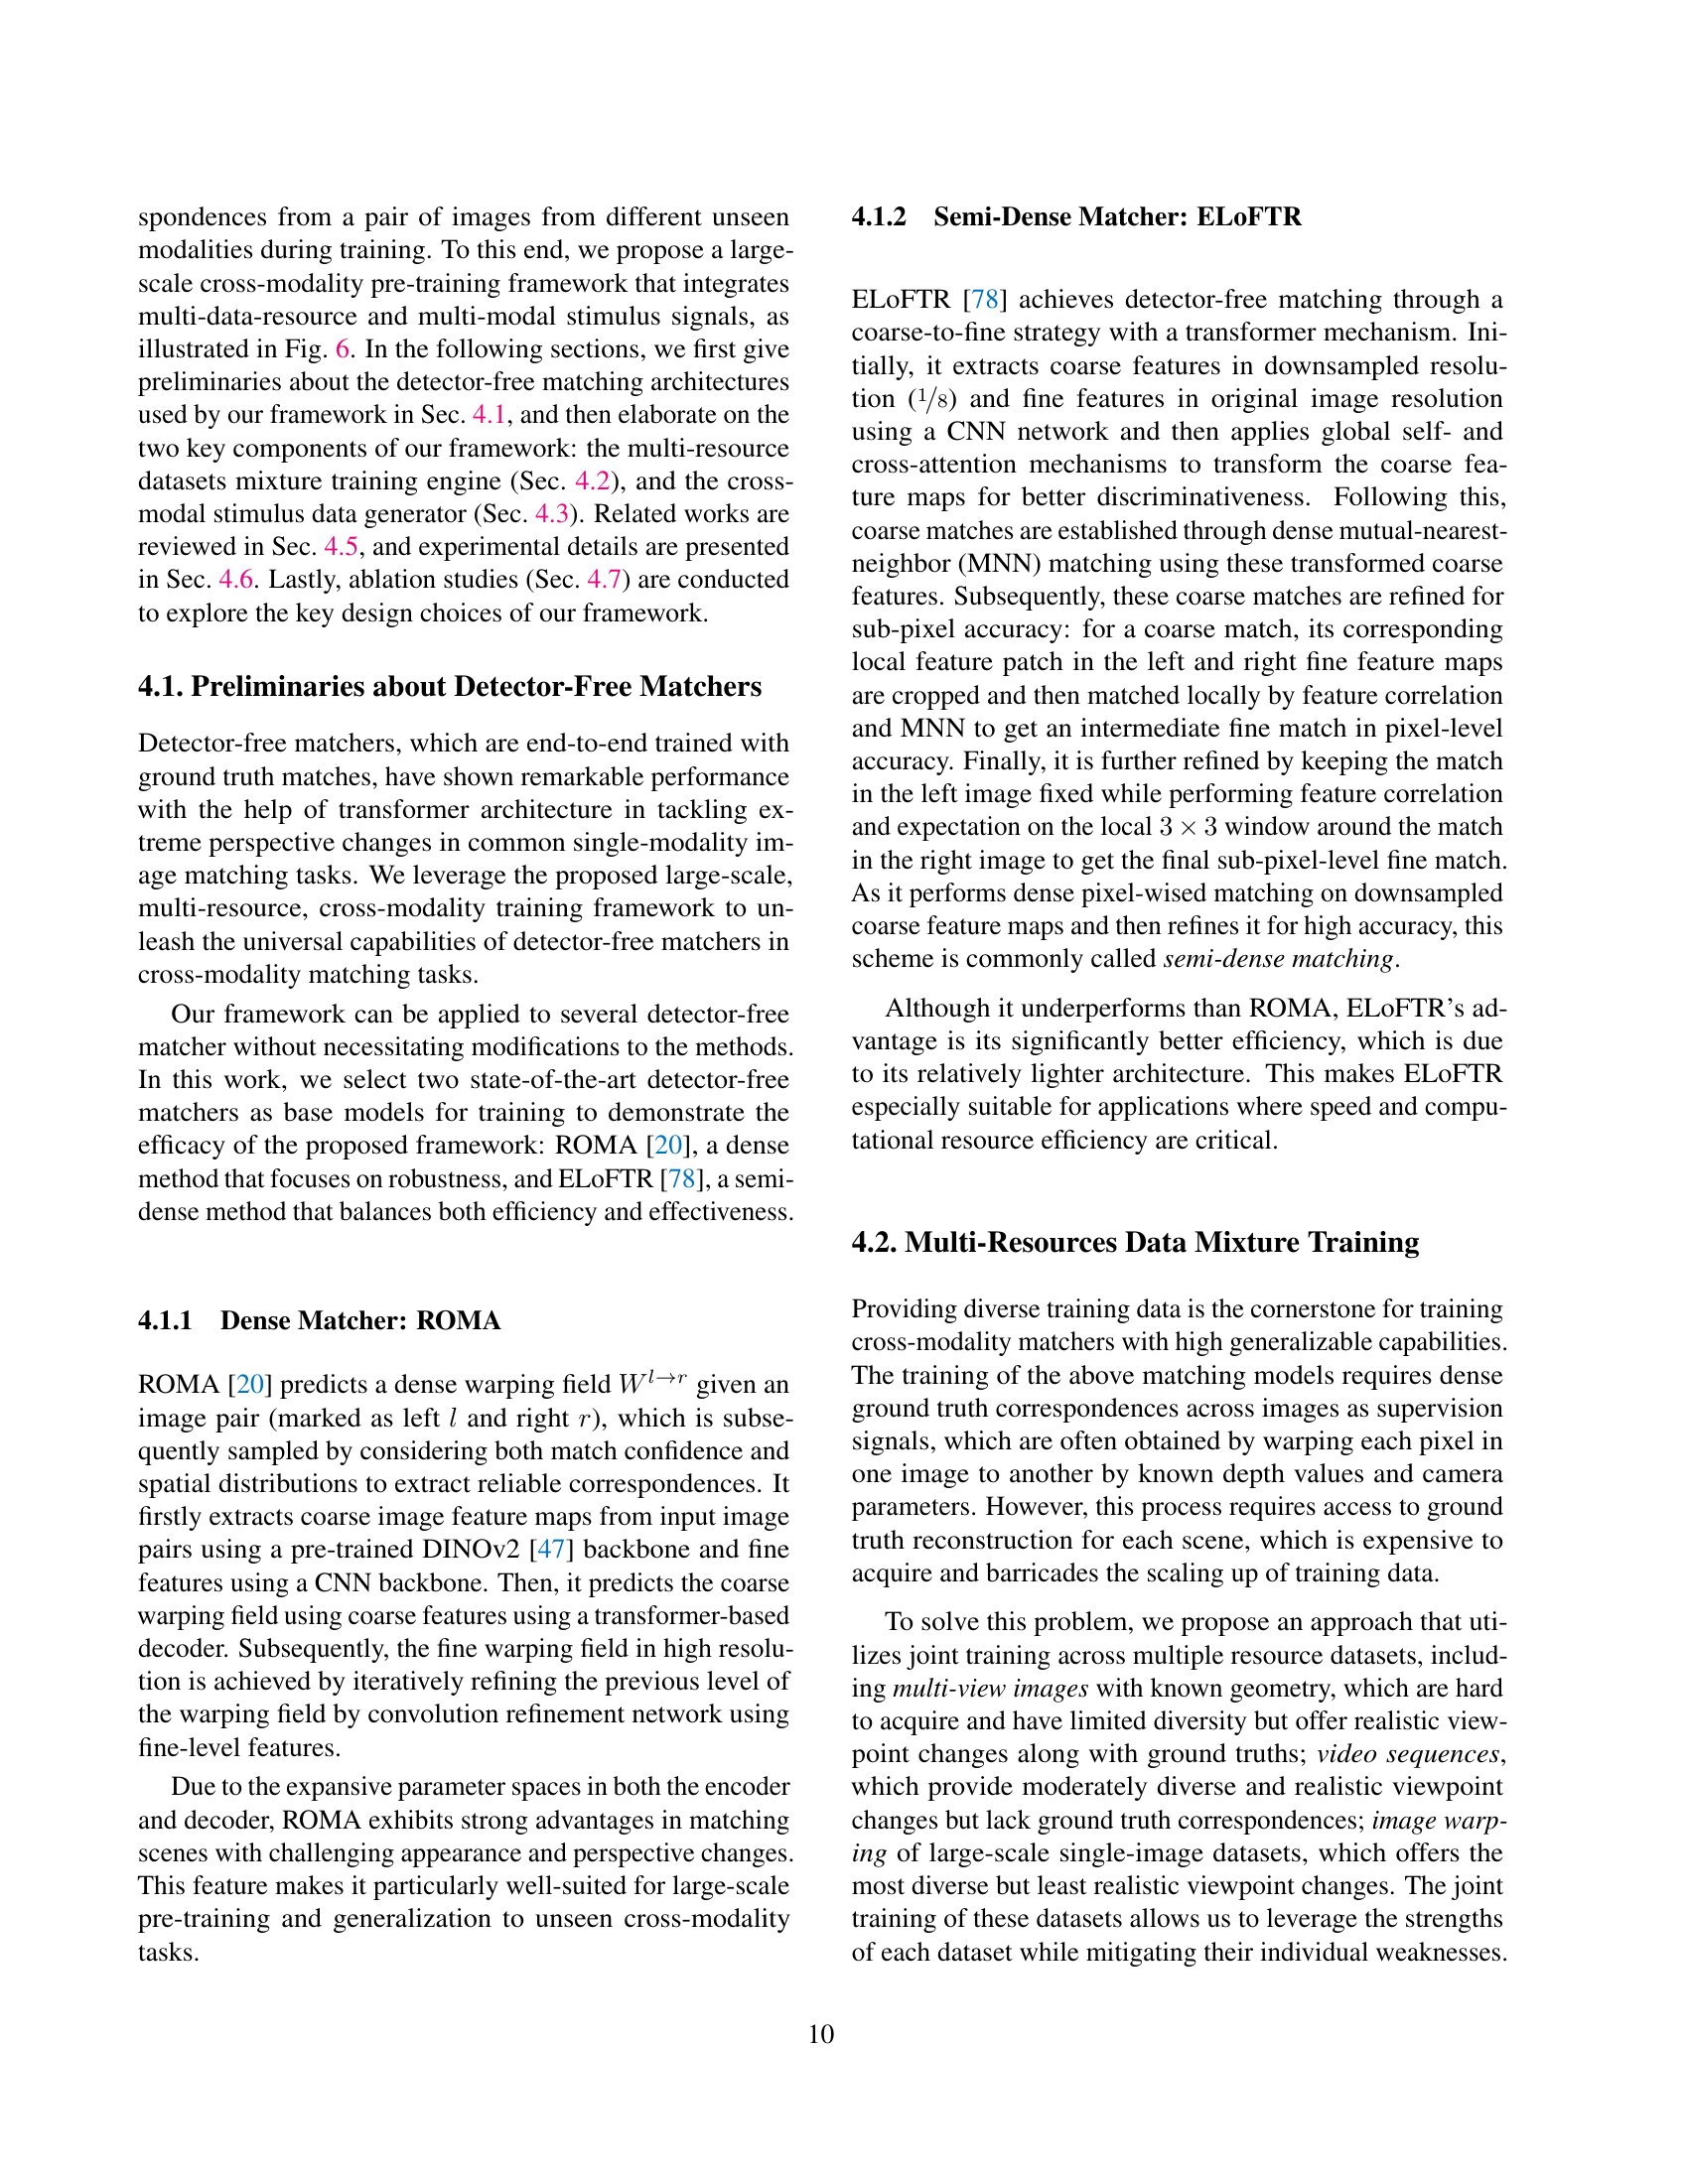 spondences from a pair of images from different unseen
modalities during training. To this end, we propose a large-
scale cross-modality pre-training framework that integrates
multi-data-resource and multi-modal stimulus signals, as
illustrated in Fig. 6. In the following sections, we first give
preliminaries about the detector-free matching architectures
used by our framework in Sec. 4.1, and then elaborate on the
two key components of our framework: the multi-resource
datasets mixture training engine (Sec. 4.2), and the cross-
modal stimulus data generator (Sec. 4.3). Related works are
reviewed in Sec. 4.5, and experimental details are presented
in Sec. 4.6. Lastly, ablation studies (Sec. 4.7) are conducted
to explore the key design choices of our framework.
4.1. Preliminaries about Detector-Free Matchers
Detector-free matchers, which are end-to-end trained with
ground truth matches, have shown remarkable performance
with the help of transformer architecture in tackling ex-
treme perspective changes in common single-modality im-
age matching tasks. We leverage the proposed large-scale,
multi-resource, cross-modality training framework to un-
leash the universal capabilities of detector-free matchers in
cross-modality matching tasks.
Our framework can be applied to several detector-free
matcher without necessitating modifications to the methods.
In this work, we select two state-of-the-art detector-free
matchers as base models for training to demonstrate the
efficacy of the proposed framework: ROMA [20], a dense
method that focuses on robustness, and ELoFTR [78], a semi-
dense method that balances both efficiency and effectiveness.
4.1.1 Dense Matcher: ROMA
ROMA [20] predicts a dense warping field W^{l→r} given an
image pair (marked as left l and right r), which is subse-
quently sampled by considering both match confidence and
spatial distributions to extract reliable correspondences. It
firstly extracts coarse image feature maps from input image
pairs using a pre-trained DINOv2 [47] backbone and fine
features using a CNN backbone. Then, it predicts the coarse
warping field using coarse features using a transformer-based
decoder. Subsequently, the fine warping field in high resolu-
tion is achieved by iteratively refining the previous level of
the warping field by convolution refinement network using
fine-level features.
Due to the expansive parameter spaces in both the encoder
and decoder, ROMA exhibits strong advantages in matching
scenes with challenging appearance and perspective changes.
This feature makes it particularly well-suited for large-scale
pre-training and generalization to unseen cross-modality
tasks.
4.1.2 Semi-Dense Matcher: ELoFTR
ELoFTR [78] achieves detector-free matching through a
coarse-to-fine strategy with a transformer mechanism. Ini-
tially, it extracts coarse features in downsampled resolu-
tion (1/8) and fine features in original image resolution
using a CNN network and then applies global self- and
cross-attention mechanisms to transform the coarse fea-
ture maps for better discriminativeness. Following this,
coarse matches are established through dense mutual-nearest-
neighbor (MNN) matching using these transformed coarse
features. Subsequently, these coarse matches are refined for
sub-pixel accuracy: for a coarse match, its corresponding
local feature patch in the left and right fine feature maps
are cropped and then matched locally by feature correlation
and MNN to get an intermediate fine match in pixel-level
accuracy. Finally, it is further refined by keeping the match
in the left image fixed while performing feature correlation
and expectation on the local 3 × 3 window around the match
in the right image to get the final sub-pixel-level fine match.
As it performs dense pixel-wised matching on downsampled
coarse feature maps and then refines it for high accuracy, this
scheme is commonly called semi-dense matching.
Although it underperforms than ROMA, ELoFTR's ad-
vantage is its significantly better efficiency, which is due
to its relatively lighter architecture. This makes ELoFTR
especially suitable for applications where speed and compu-
tational resource efficiency are critical.
4.2. Multi-Resources Data Mixture Training
Providing diverse training data is the cornerstone for training
cross-modality matchers with high generalizable capabilities.
The training of the above matching models requires dense
ground truth correspondences across images as supervision
signals, which are often obtained by warping each pixel in
one image to another by known depth values and camera
parameters. However, this process requires access to ground
truth reconstruction for each scene, which is expensive to
acquire and barricades the scaling up of training data.
To solve this problem, we propose an approach that uti-
lizes joint training across multiple resource datasets, includ-
ing multi-view images with known geometry, which are hard
to acquire and have limited diversity but offer realistic view-
point changes along with ground truths; video sequences,
which provide moderately diverse and realistic viewpoint
changes but lack ground truth correspondences; image warp-
ing of large-scale single-image datasets, which offers the
most diverse but least realistic viewpoint changes. The joint
training of these datasets allows us to leverage the strengths
of each dataset while mitigating their individual weaknesses.
10